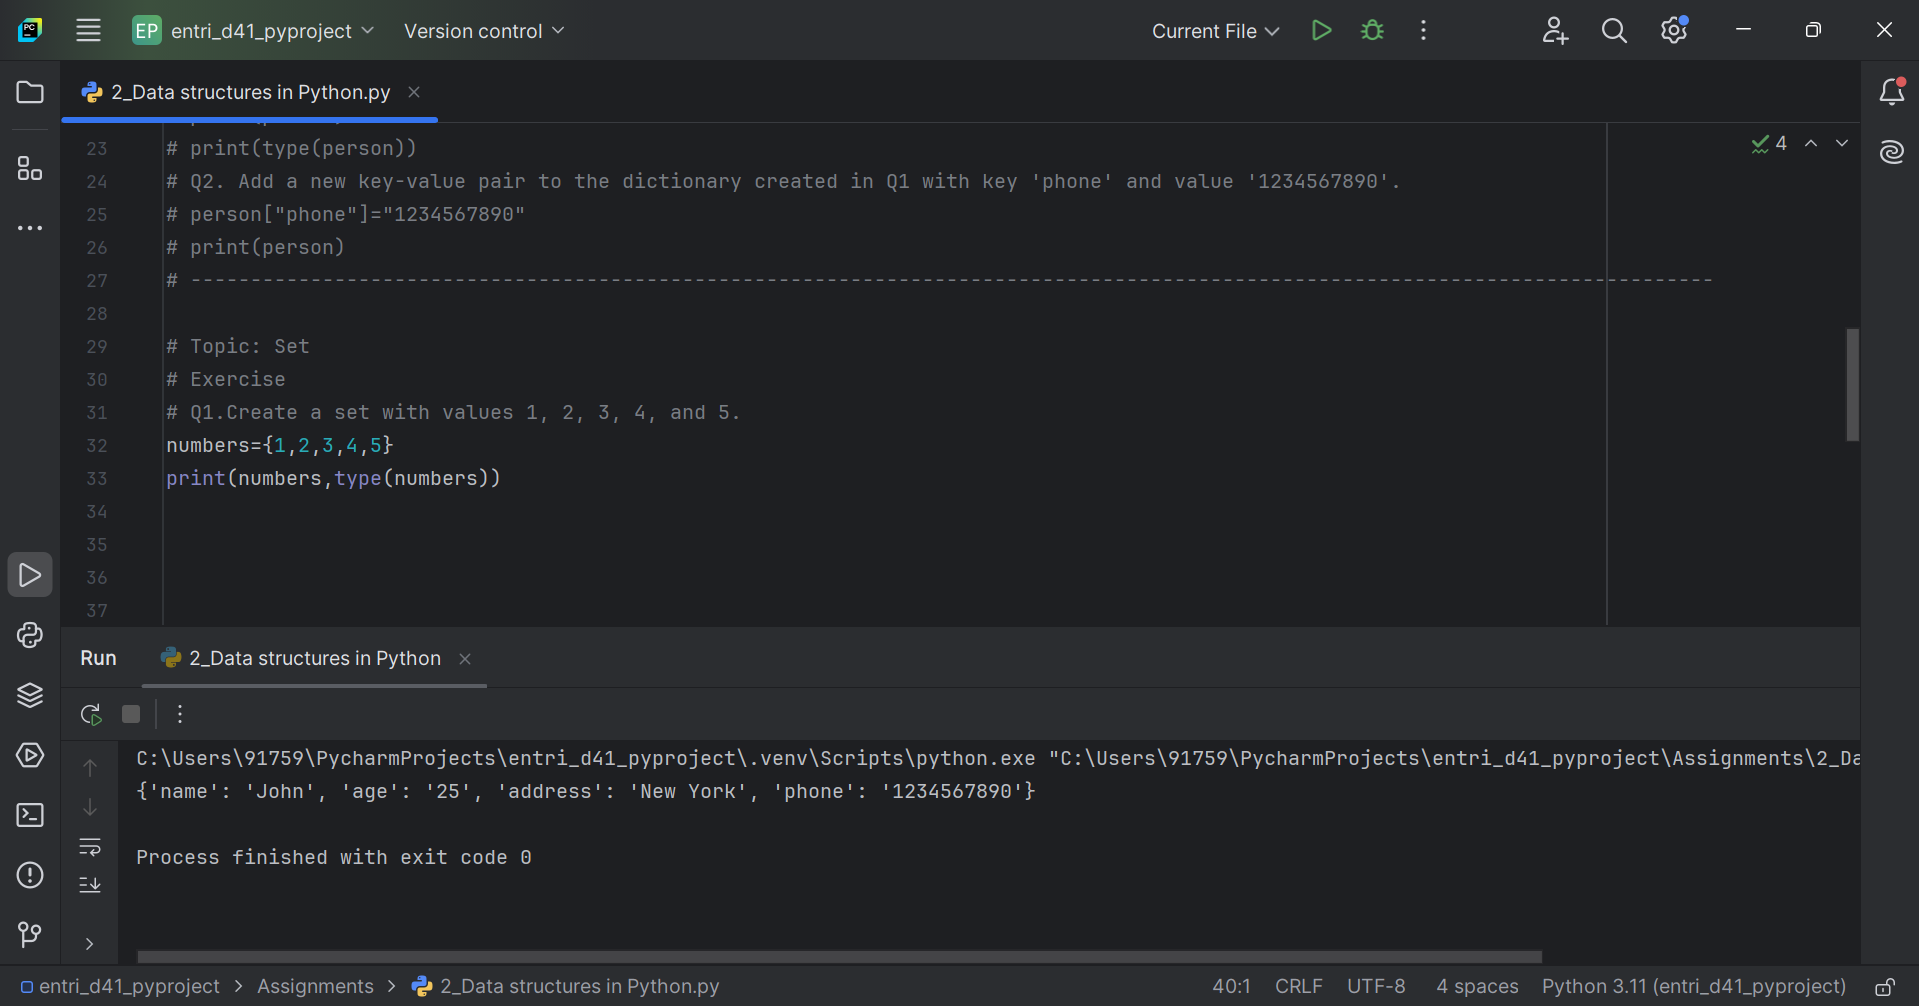 PC
EP entri_d41_pyproject Version control Current File
2_Data structures in Python.py
23 # print(type(person))
24 # Q2. Add a new key-value pair to the dictionary created in Q1 with key 'phone' and value '1234567890'.
25 # person["phone"]="1234567890"
26 # print(person)
27 # -------------------------------------------------------------------------------------------------------------------------------
28
29 # Topic: Set
30 # Exercise
31 # Q1.Create a set with values 1, 2, 3, 4, and 5.
32 numbers={1,2,3,4,5}
33 print(numbers,type(numbers))
34
35
36
37
4
Run 2_Data structures in Python
C:\Users\91759\PycharmProjects\entri_d41_pyproject\.venv\Scripts\python.exe "C:\Users\91759\PycharmProjects\entri_d41_pyproject\Assignments\2_Da
{'name': 'John', 'age': '25', 'address': 'New York', 'phone': '1234567890'}
Process finished with exit code 0
entri_d41_pyproject > Assignments > 2_Data structures in Python.py 40:1 CRLF UTF-8 4 spaces Python 3.11 (entri_d41_pyproject)